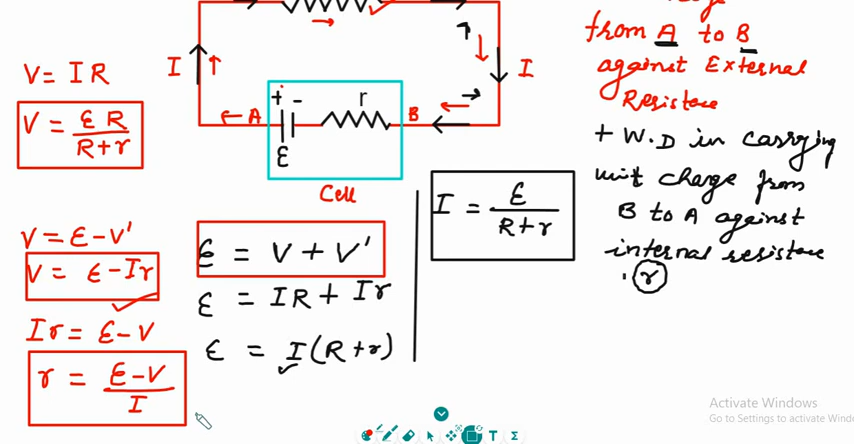 from A to B
against External
Resistance
+ W.D in carrying
unit charge from
B to A against
internal resistance
r
I
I
+ -
r
A
B
ε
Cell
V = IR
V = εR / R+r
V = ε-V'
V = ε-Ir
Ir = ε-V
r = ε-V / I
ε = V + V'
ε = IR + Ir
ε = I(R+r)
I = ε / R+r
Activate Windows
Go to Settings to activate Wind
T Σ